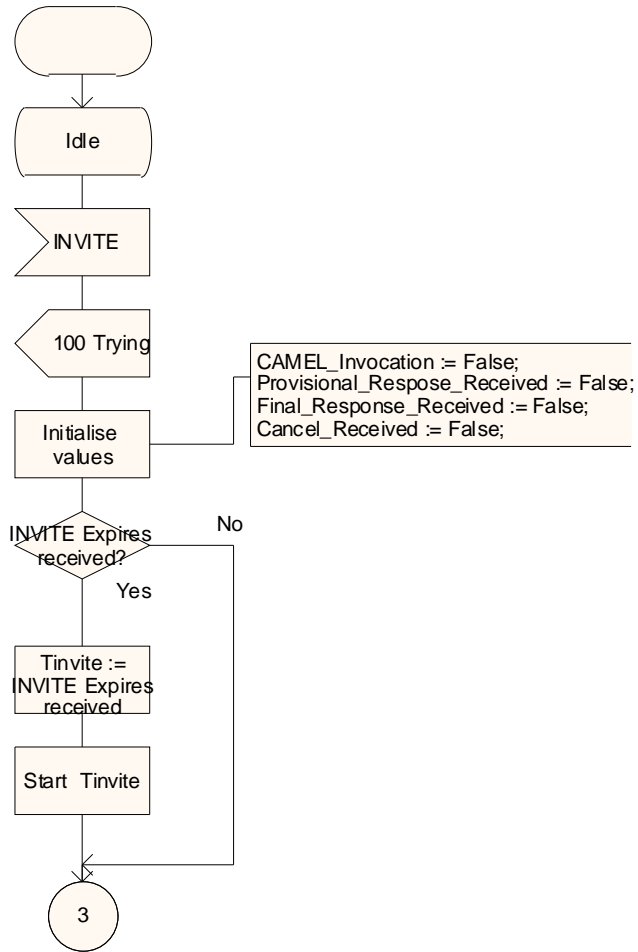 Idle
INVITE
100 Trying
Initialise
values
CAMEL_Invocation := False;
Provisional_Respose_Received := False;
Final_Response_Received := False;
Cancel_Received := False;
INVITE Expires
received?
No
Yes
Tinvite :=
INVITE Expires
received
Start Tinvite
3